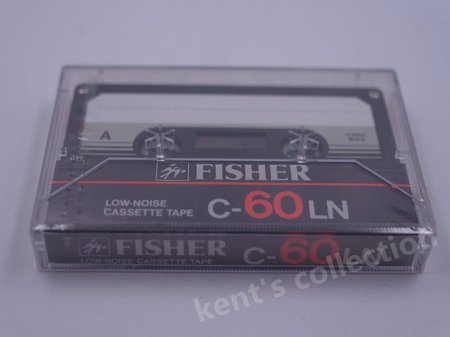 A
FISHER
LOW-NOISE
CASSETTE TAPE
C-60 LN
FISHER
LOW-NOISE CASSETTE TAPE
C-60
kent's collection